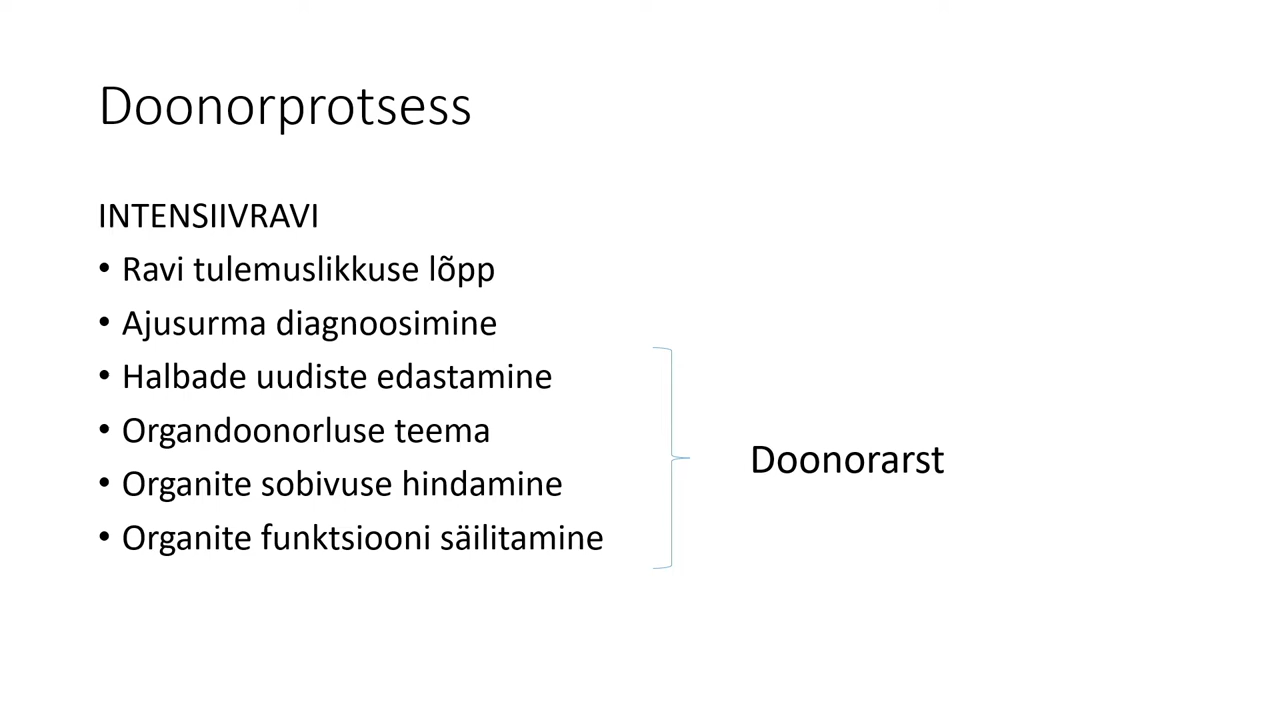 Doonorprotsess
INTENSIIVRAVI
• Ravi tulemuslikkuse lõpp
• Ajusurma diagnoosimine
• Halbade uudiste edastamine
• Organdoonorluse teema
• Organite sobivuse hindamine
• Organite funktsiooni säilitamine
Doonorarst